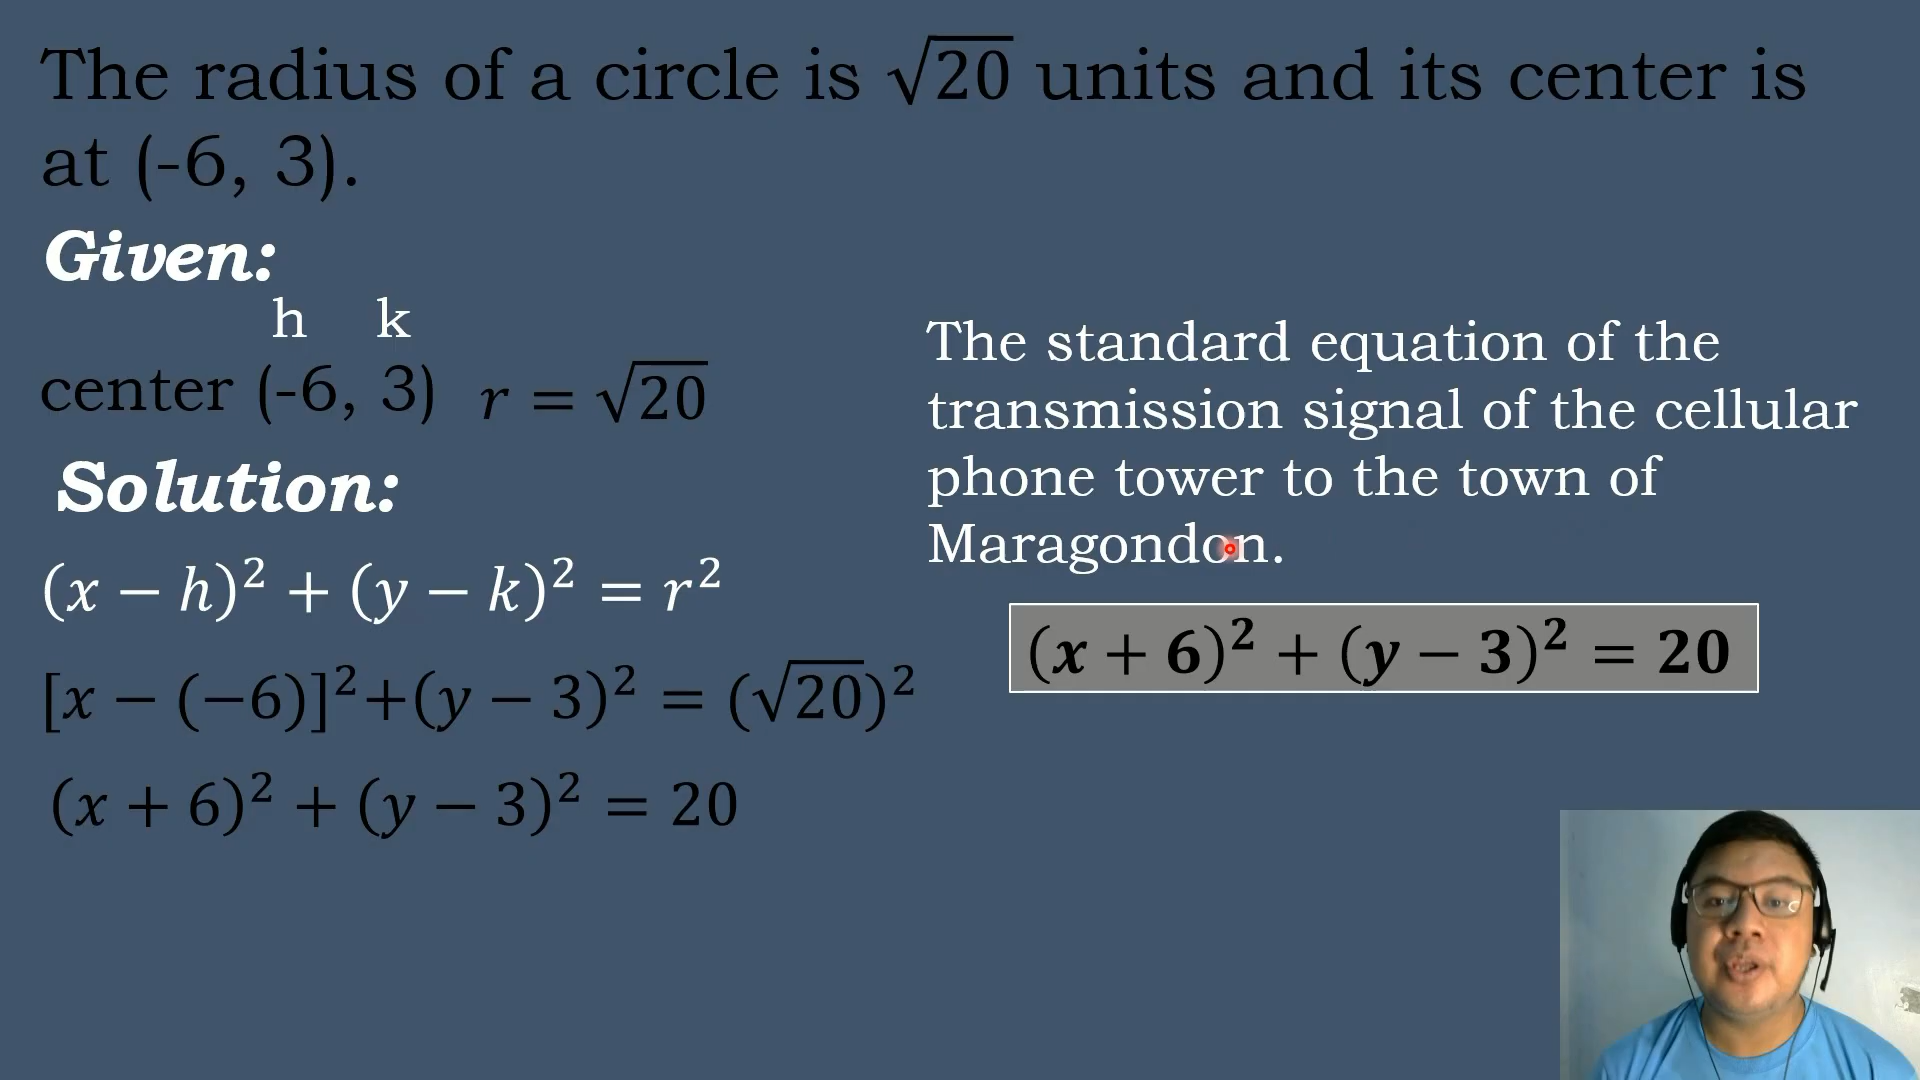 The radius of a circle is √20 units and its center is
at (-6, 3).
Given:
h k
center (-6, 3) r = √20
Solution:
(x − h)² + (y − k)² = r²
[x − (−6)]²+(y − 3)² = (√20)²
(x + 6)² + (y − 3)² = 20
The standard equation of the
transmission signal of the cellular
phone tower to the town of
Maragondon.
(x + 6)² + (y − 3)² = 20